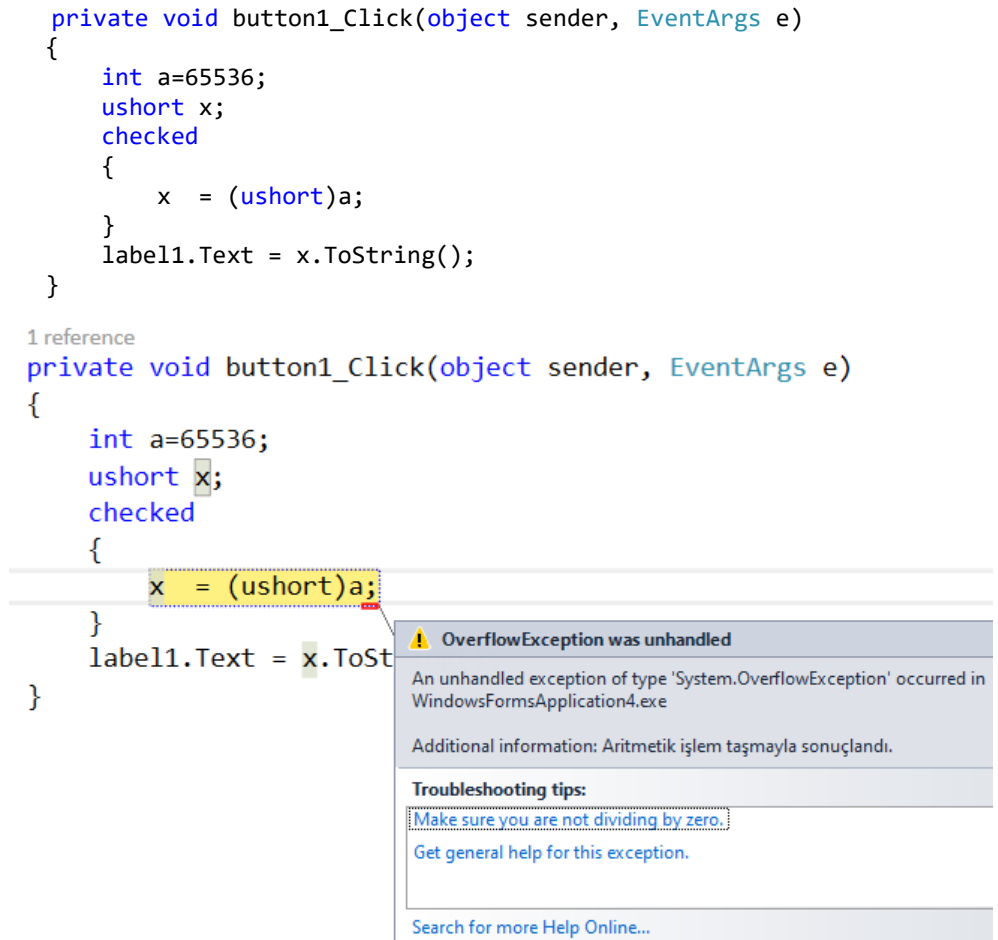 private void button1_Click(object sender, EventArgs e)
{
int a=65536;
ushort x;
checked
{
x  = (ushort)a;
}
label1.Text = x.ToString();
}
1 reference
private void button1_Click(object sender, EventArgs e)
{
int a=65536;
ushort x;
checked
{
x  = (ushort)a;
}
label1.Text = x.ToSt
}
OverflowException was unhandled
An unhandled exception of type 'System.OverflowException' occurred in
WindowsFormsApplication4.exe
Additional information: Aritmetik işlem taşmayla sonuçlandı.
Troubleshooting tips:
Make sure you are not dividing by zero.
Get general help for this exception.
Search for more Help Online...